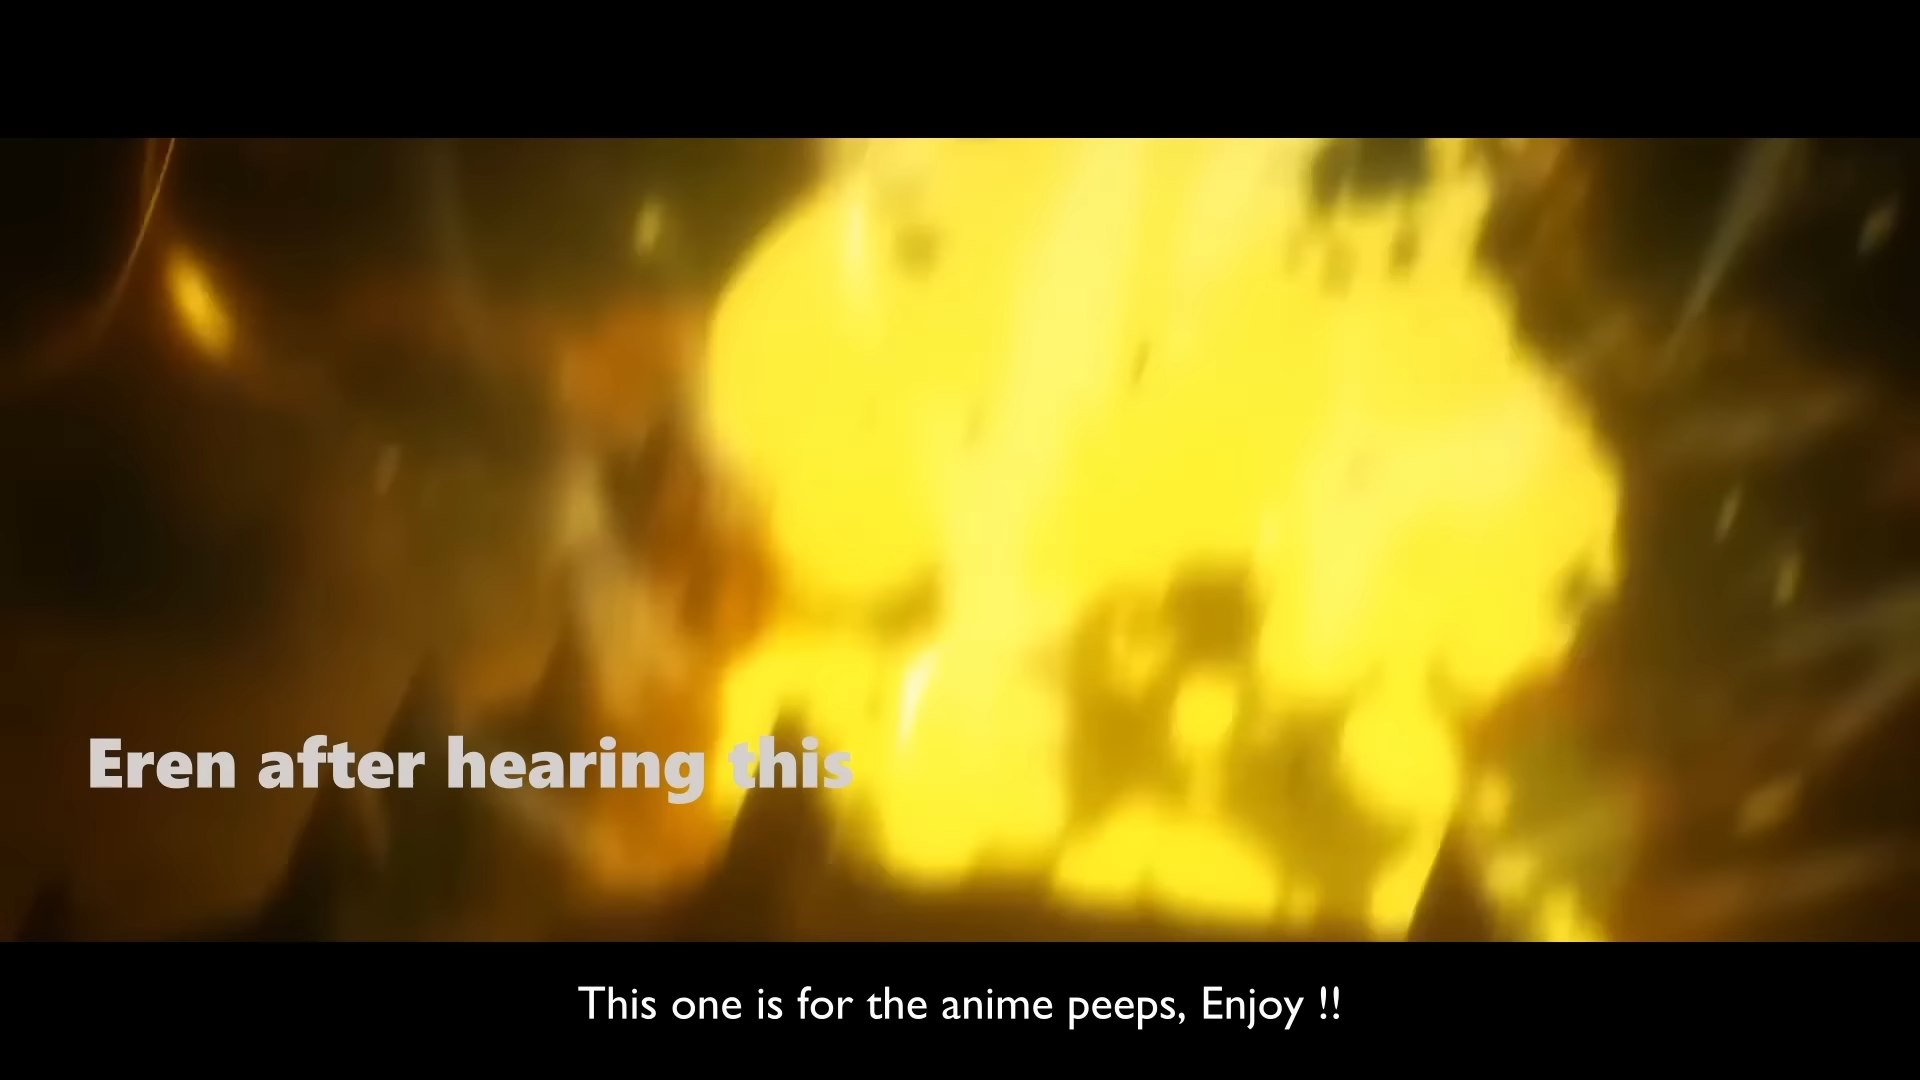 Eren after hearing this
This one is for the anime peeps, Enjoy !!